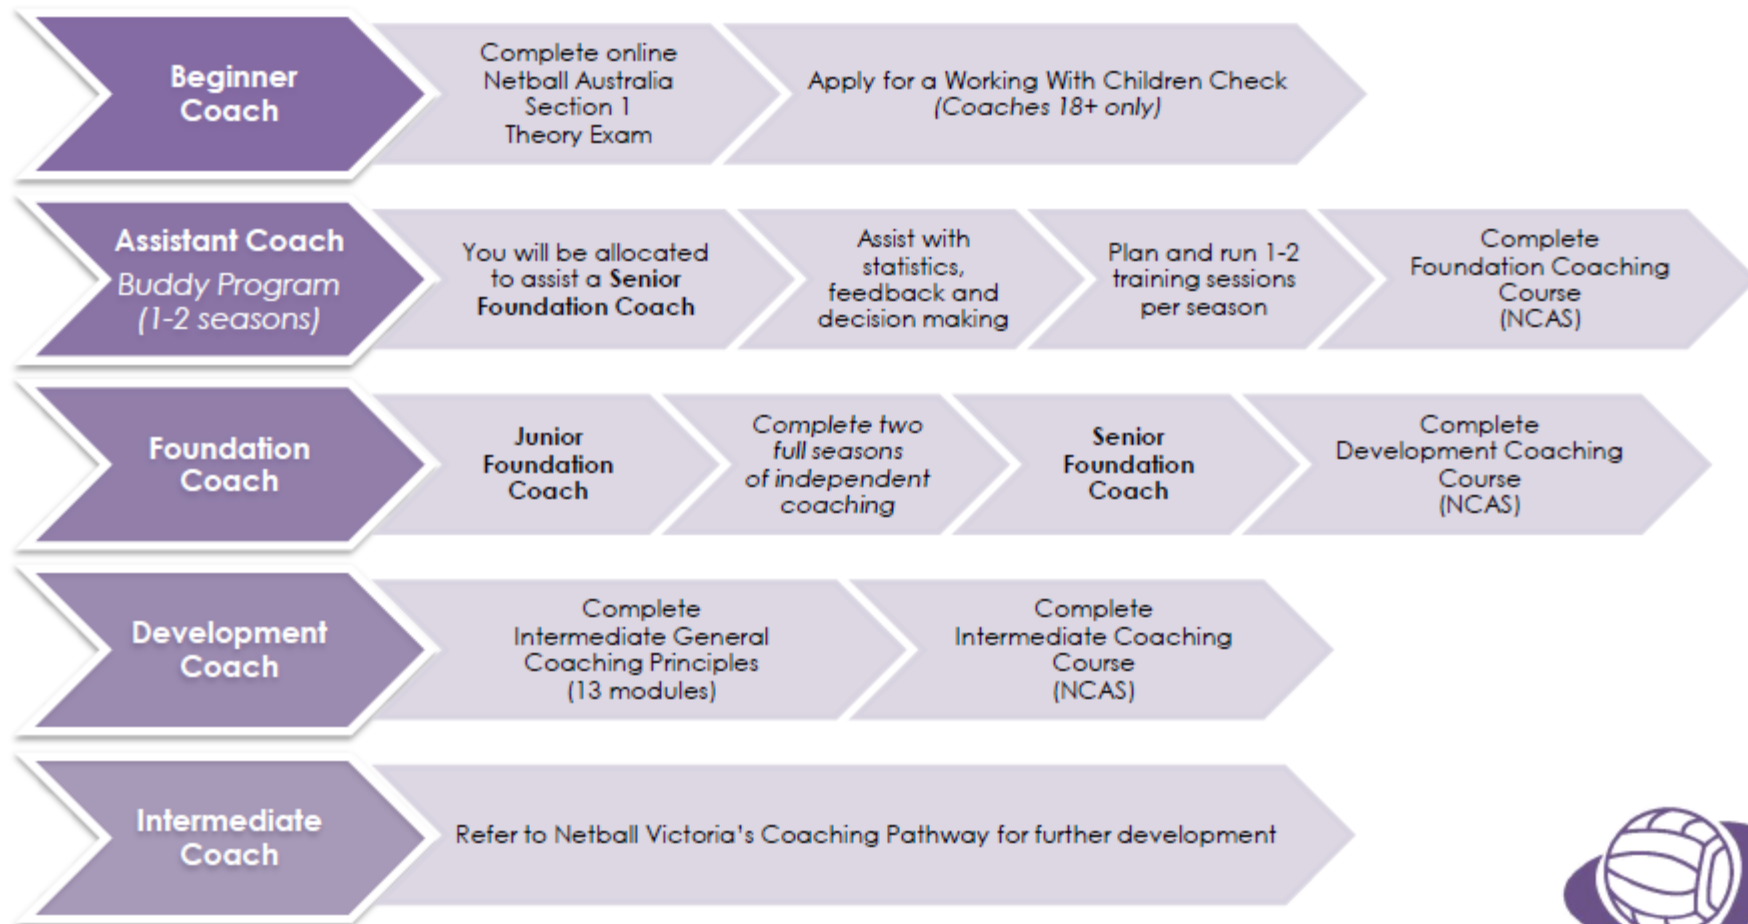 Beginner
Coach
Complete online
Netball Australia
Section 1
Theory Exam
Apply for a Working With Children Check
(Coaches 18+ only)
Assistant Coach
Buddy Program
(1-2 seasons)
You will be allocated
to assist a Senior
Foundation Coach
Assist with
statistics,
feedback and
decision making
Plan and run 1-2
training sessions
per season
Complete
Foundation Coaching
Course
(NCAS)
Foundation
Coach
Junior
Foundation
Coach
Complete two
full seasons
of independent
coaching
Senior
Foundation
Coach
Complete
Development Coaching
Course
(NCAS)
Development
Coach
Complete
Intermediate General
Coaching Principles
(13 modules)
Complete
Intermediate Coaching
Course
(NCAS)
Intermediate
Coach
Refer to Netball Victoria's Coaching Pathway for further development